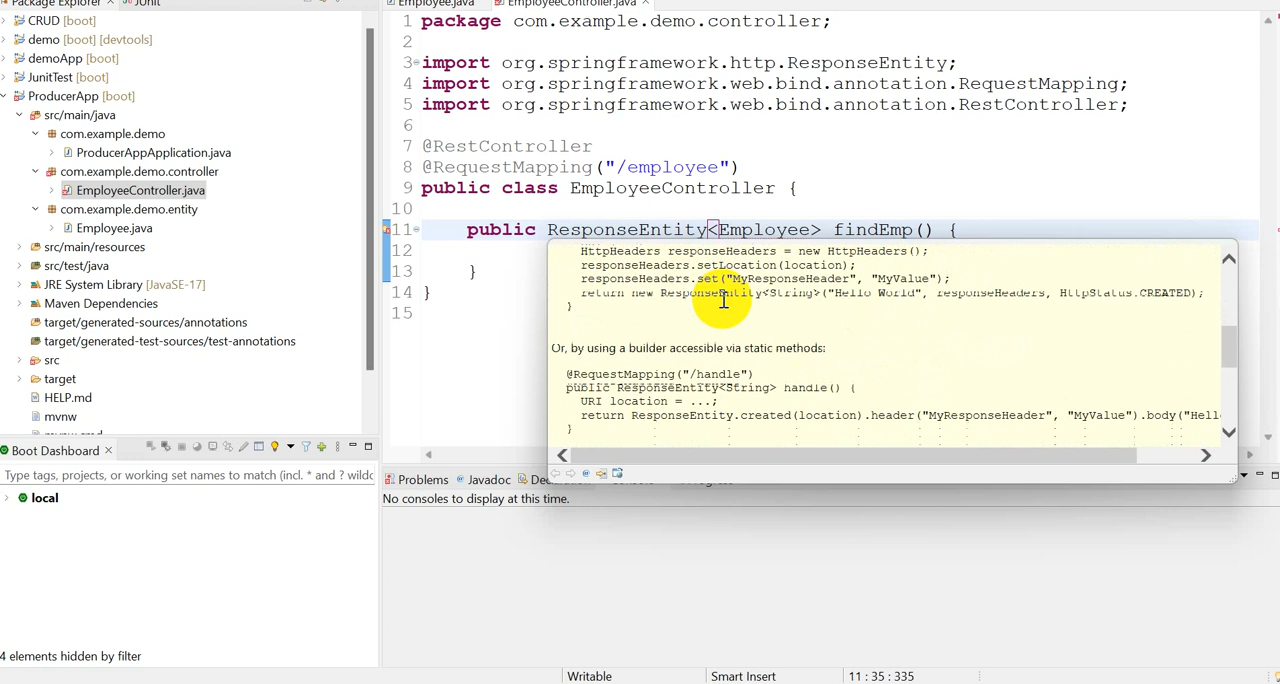 Package Explorer
JUnit
CRUD [boot]
demo [boot] [devtools]
demoApp [boot]
JunitTest [boot]
ProducerApp [boot]
src/main/java
com.example.demo
ProducerAppApplication.java
com.example.demo.controller
EmployeeController.java
com.example.demo.entity
Employee.java
src/main/resources
src/test/java
JRE System Library [JavaSE-17]
Maven Dependencies
target/generated-sources/annotations
target/generated-test-sources/test-annotations
src
target
HELP.md
mvnw
mvnw.cmd
Boot Dashboard
Type tags, projects, or working set names to match (incl. * and ? wildc
local
4 elements hidden by filter
Employee.java
EmployeeController.java
1 package com.example.demo.controller;
2
3 import org.springframework.http.ResponseEntity;
4 import org.springframework.web.bind.annotation.RequestMapping;
5 import org.springframework.web.bind.annotation.RestController;
6
7 @RestController
8 @RequestMapping("/employee")
9 public class EmployeeController {
10
11 public ResponseEntity<Employee> findEmp() {
12
13 }
14 }
15
HttpHeaders responseHeaders = new HttpHeaders();
responseHeaders.setLocation(location);
responseHeaders.set("MyResponseHeader", "MyValue");
return new ResponseEntity<String>("Hello World", responseHeaders, HttpStatus.CREATED);
}
Or, by using a builder accessible via static methods:
@RequestMapping("/handle")
public ResponseEntity<String> handle() {
URI location = ...;
return ResponseEntity.created(location).header("MyResponseHeader", "MyValue").body("Hello
}
Problems
Javadoc
No consoles to display at this time.
Writable
Smart Insert
11 : 35 : 335